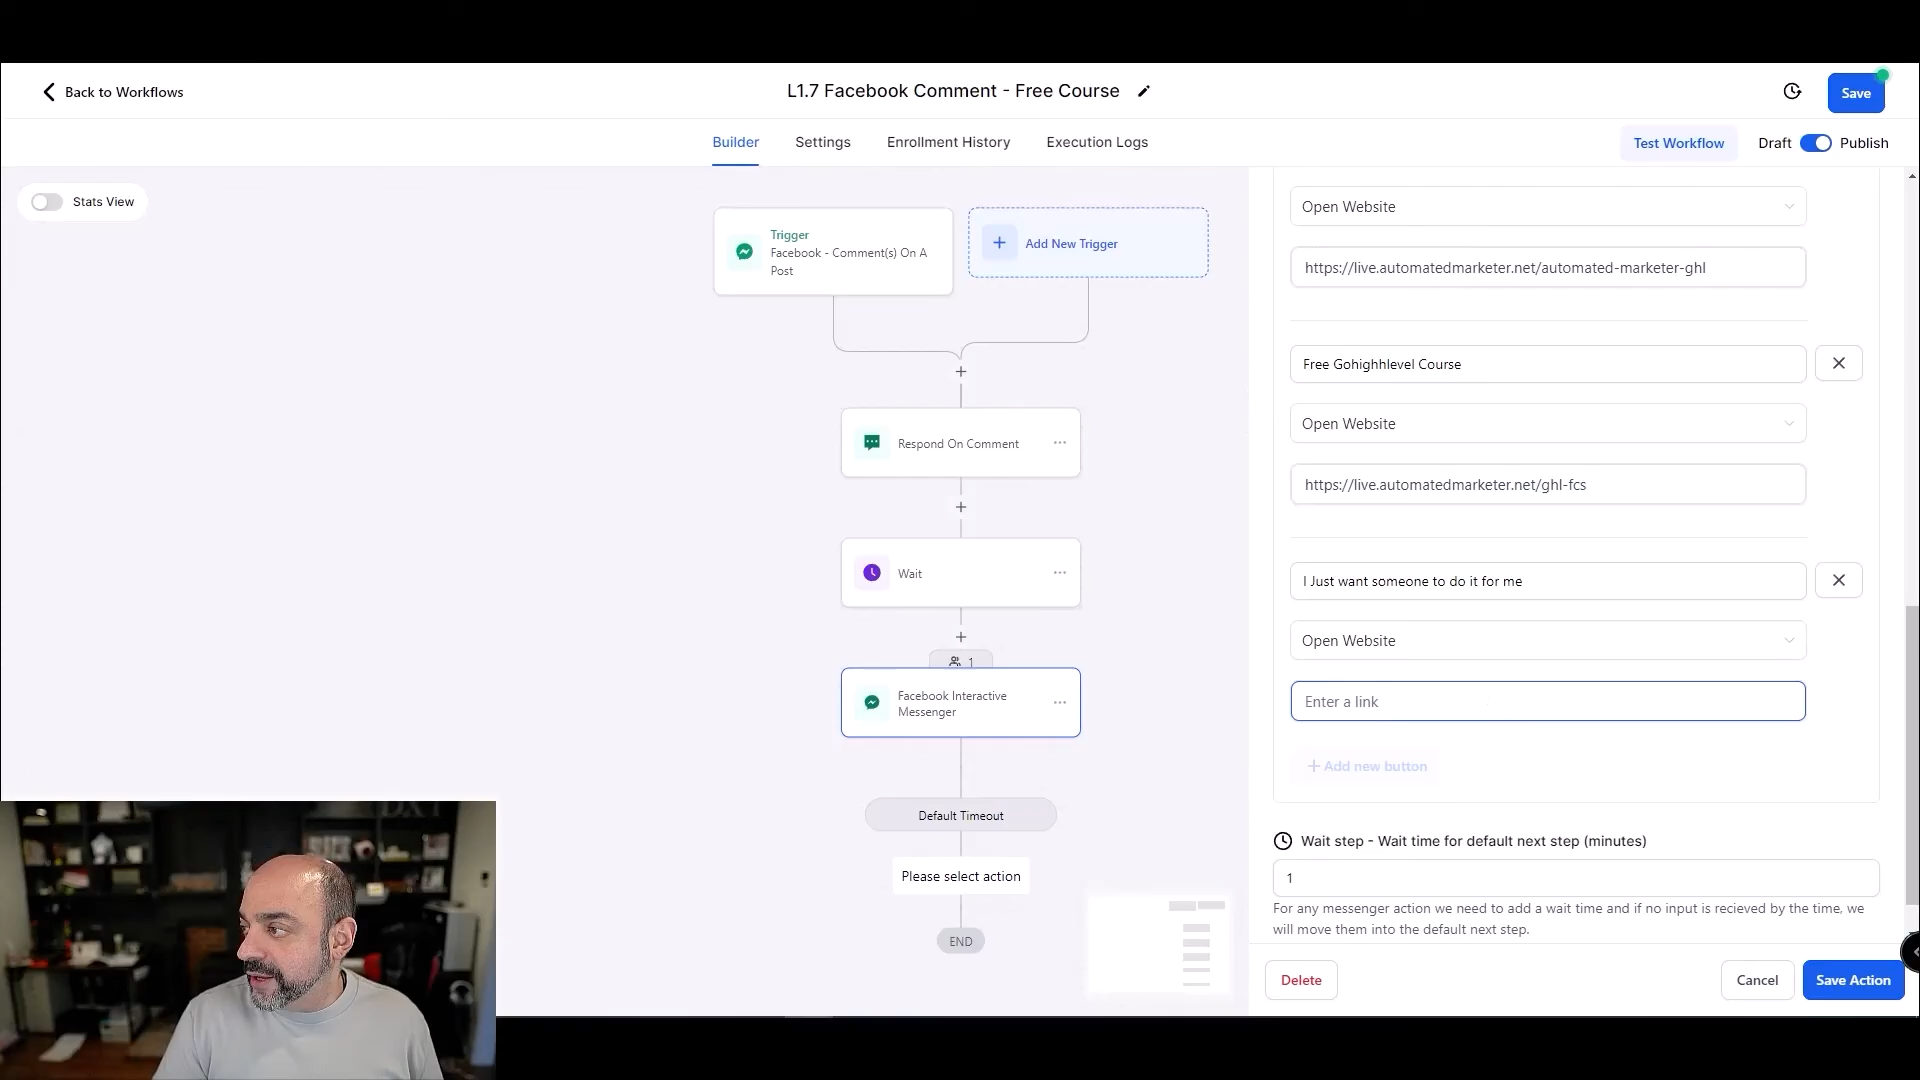 Back to Workflows
L1.7 Facebook Comment - Free Course
Save
Builder
Settings
Enrollment History
Execution Logs
Test Workflow
Draft
Publish
Stats View
Trigger
Facebook - Comment(s) On A
Post
Add New Trigger
Respond On Comment
Wait
1
Facebook Interactive
Messenger
Default Timeout
Please select action
END
Open Website
https://live.automatedmarketer.net/automated-marketer-ghl
Free Gohighhlevel Course
Open Website
https://live.automatedmarketer.net/ghl-fcs
I Just want someone to do it for me
Open Website
Enter a link
Add new button
Wait step - Wait time for default next step (minutes)
1
For any messenger action we need to add a wait time and if no input is recieved by the time, we
will move them into the default next step.
Delete
Cancel
Save Action